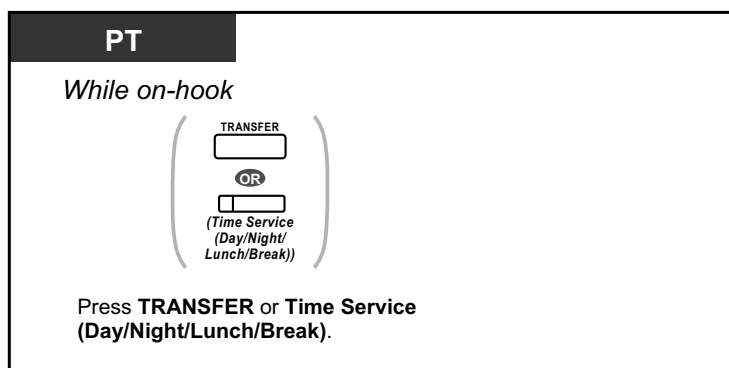 PT
While on-hook
TRANSFER
OR
(Time Service
(Day/Night/
Lunch/Break))
Press TRANSFER or Time Service
(Day/Night/Lunch/Break).